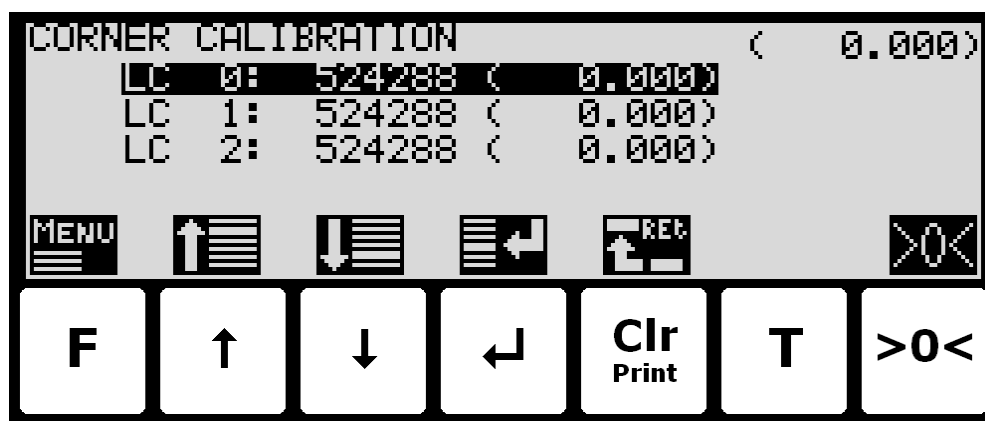 CORNER CALIBRATION ( 0.000)
LC 0: 524288 ( 0.000)
LC 1: 524288 ( 0.000)
LC 2: 524288 ( 0.000)
MENU RET >0<
F ↑ ↓ ↵ Clr T >0<
Print